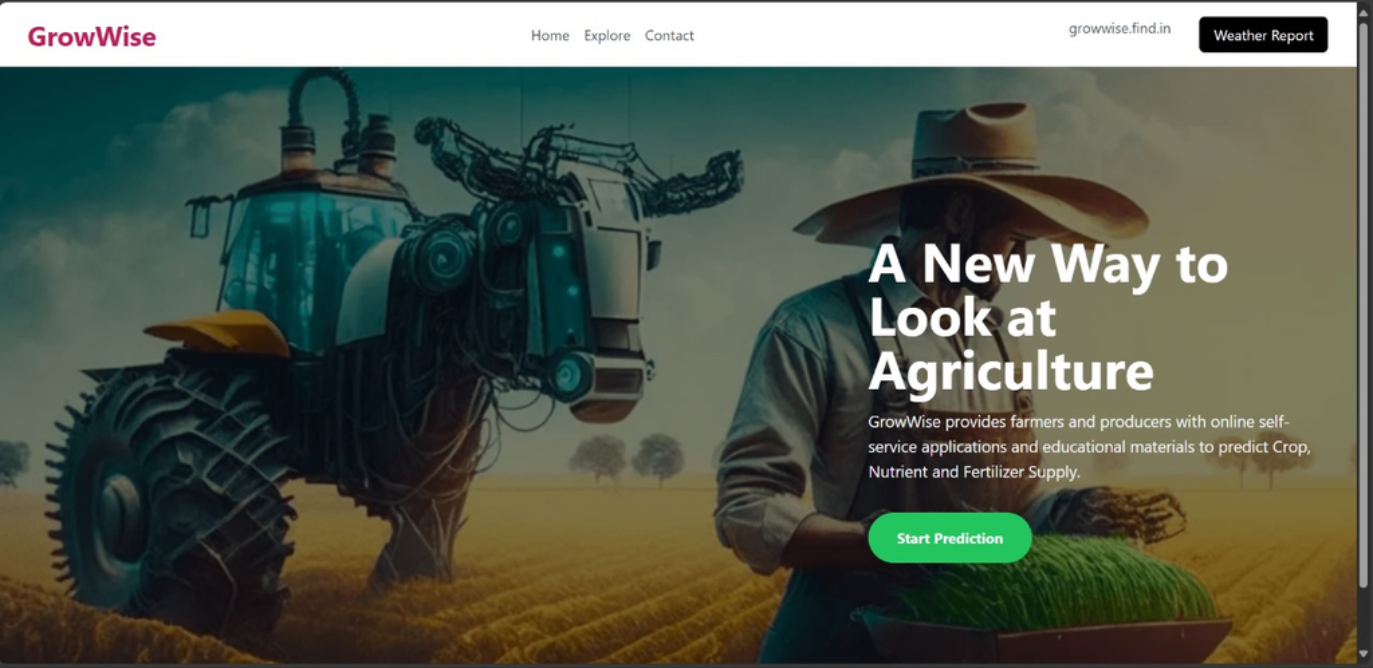 GrowWise
Home Explore Contact
growwise.find.in
Weather Report
A New Way to
Look at
Agriculture
GrowWise provides farmers and producers with online self-
service applications and educational materials to predict Crop,
Nutrient and Fertilizer Supply.
Start Prediction